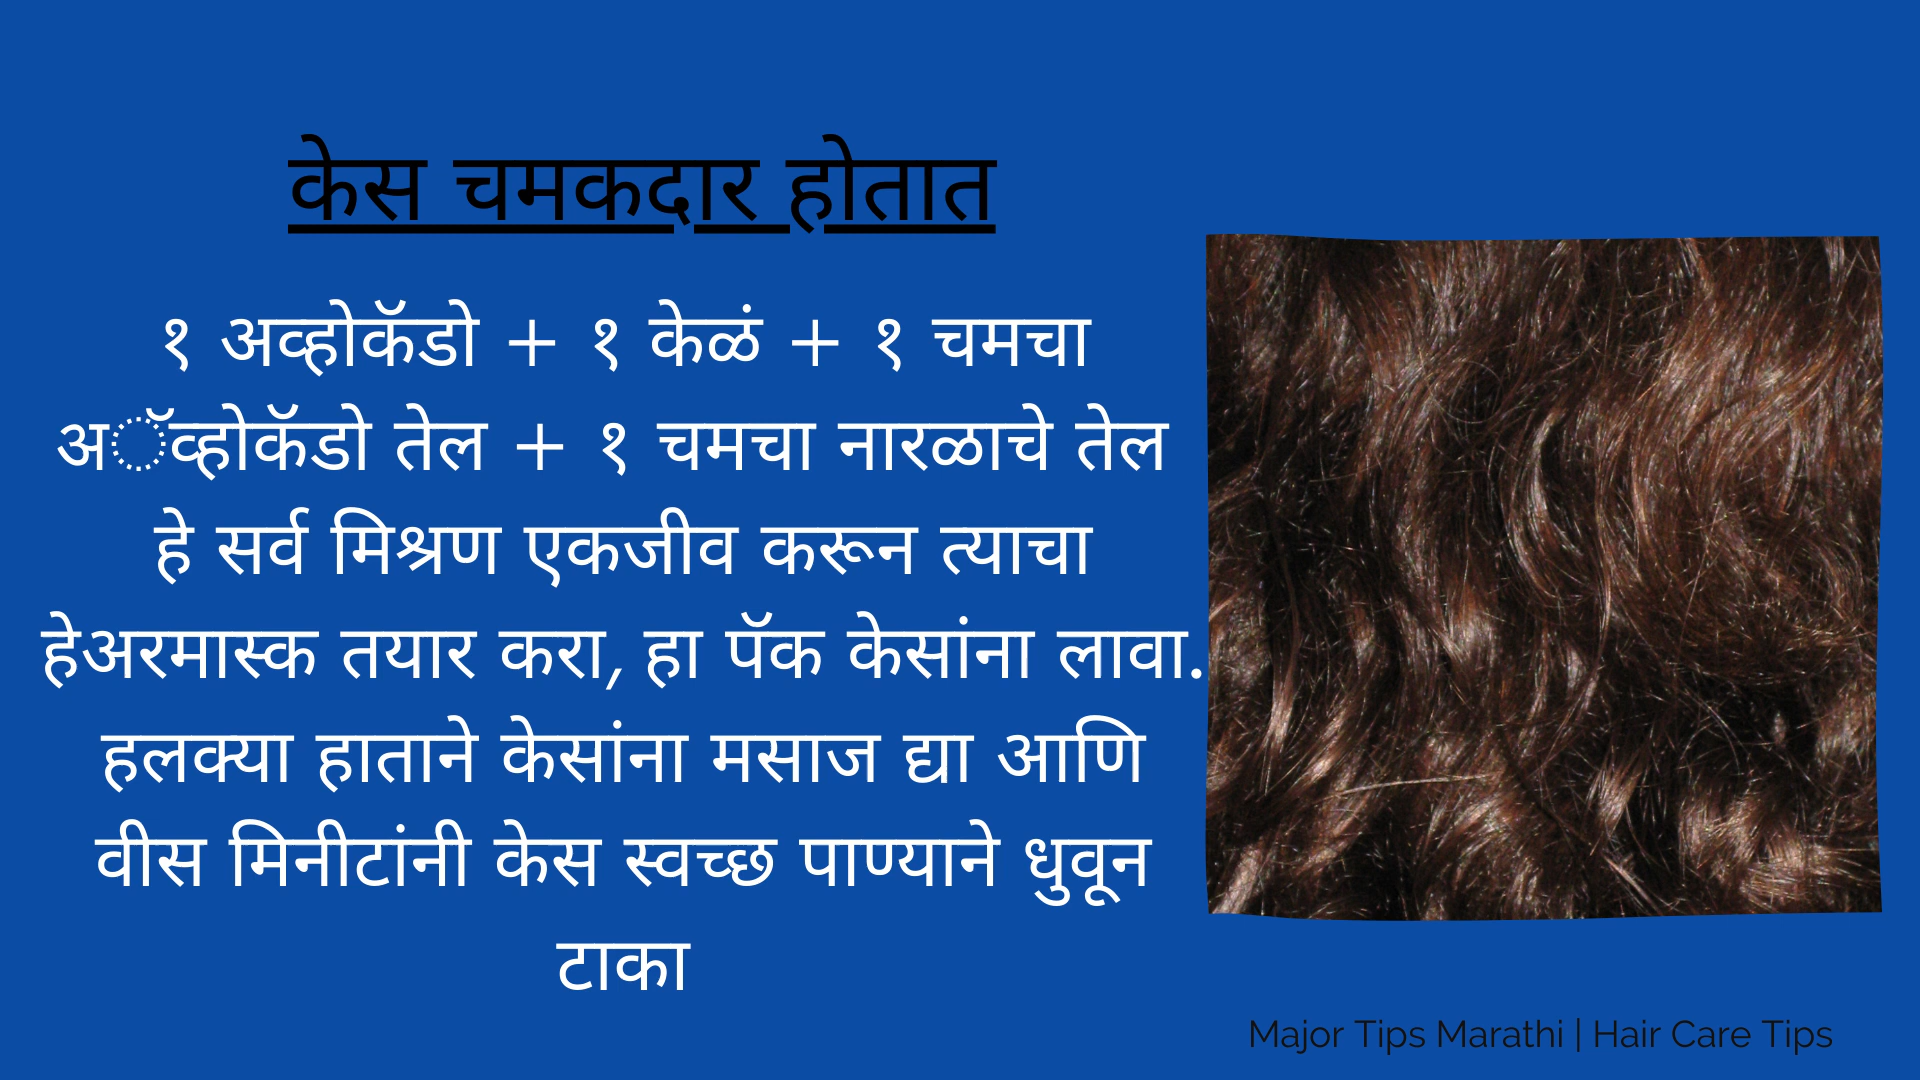 केस चमकदार होतात
१ अव्होकॅडो + १ केळं + १ चमचा
अॅव्होकॅडो तेल + १ चमचा नारळाचे तेल
हे सर्व मिश्रण एकजीव करून त्याचा
हेअरमास्क तयार करा, हा पॅक केसांना लावा.
हलक्या हाताने केसांना मसाज द्या आणि
वीस मिनीटांनी केस स्वच्छ पाण्याने धुवून
टाका
Major Tips Marathi | Hair Care Tips